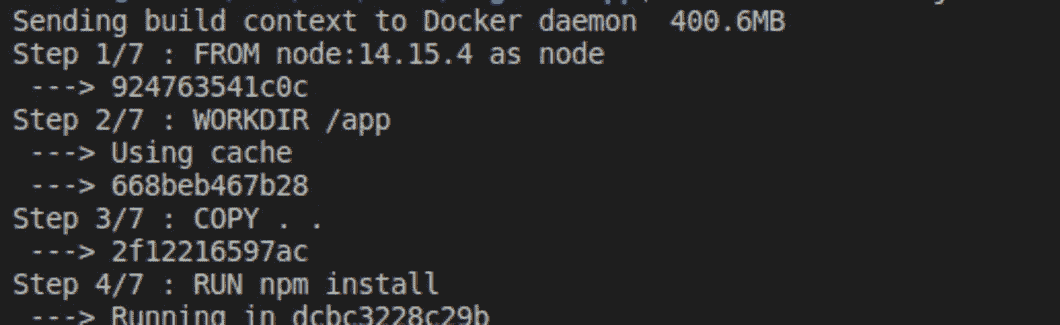 Sending build context to Docker daemon  400.6MB
Step 1/7 : FROM node:14.15.4 as node
 ---> 924763541c0c
Step 2/7 : WORKDIR /app
 ---> Using cache
 ---> 668beb467b28
Step 3/7 : COPY . .
 ---> 2f12216597ac
Step 4/7 : RUN npm install
 ---> Running in dcbc3228c29b